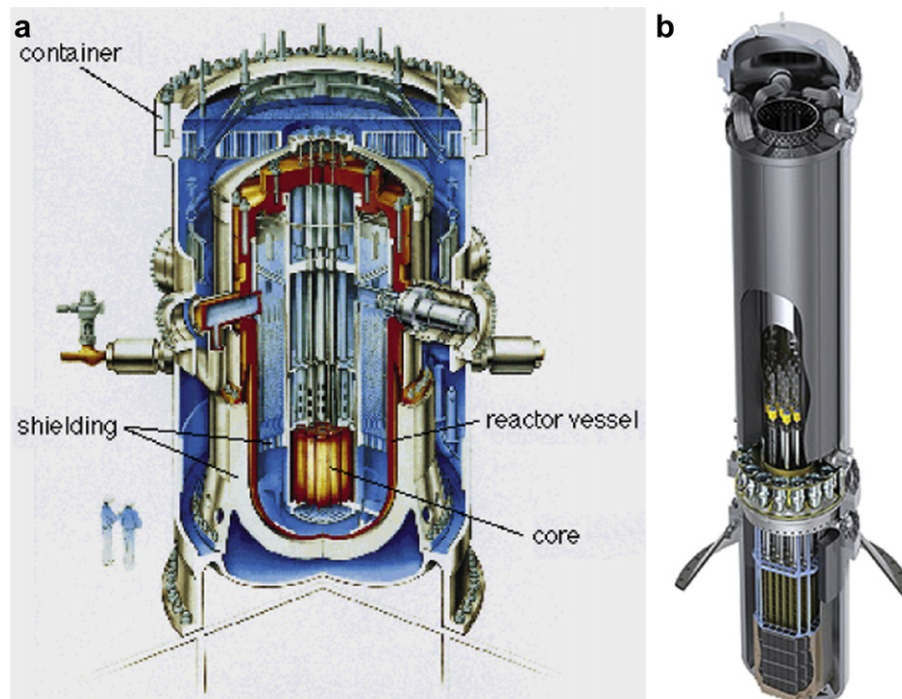 a
container
b
shielding
reactor vessel
core